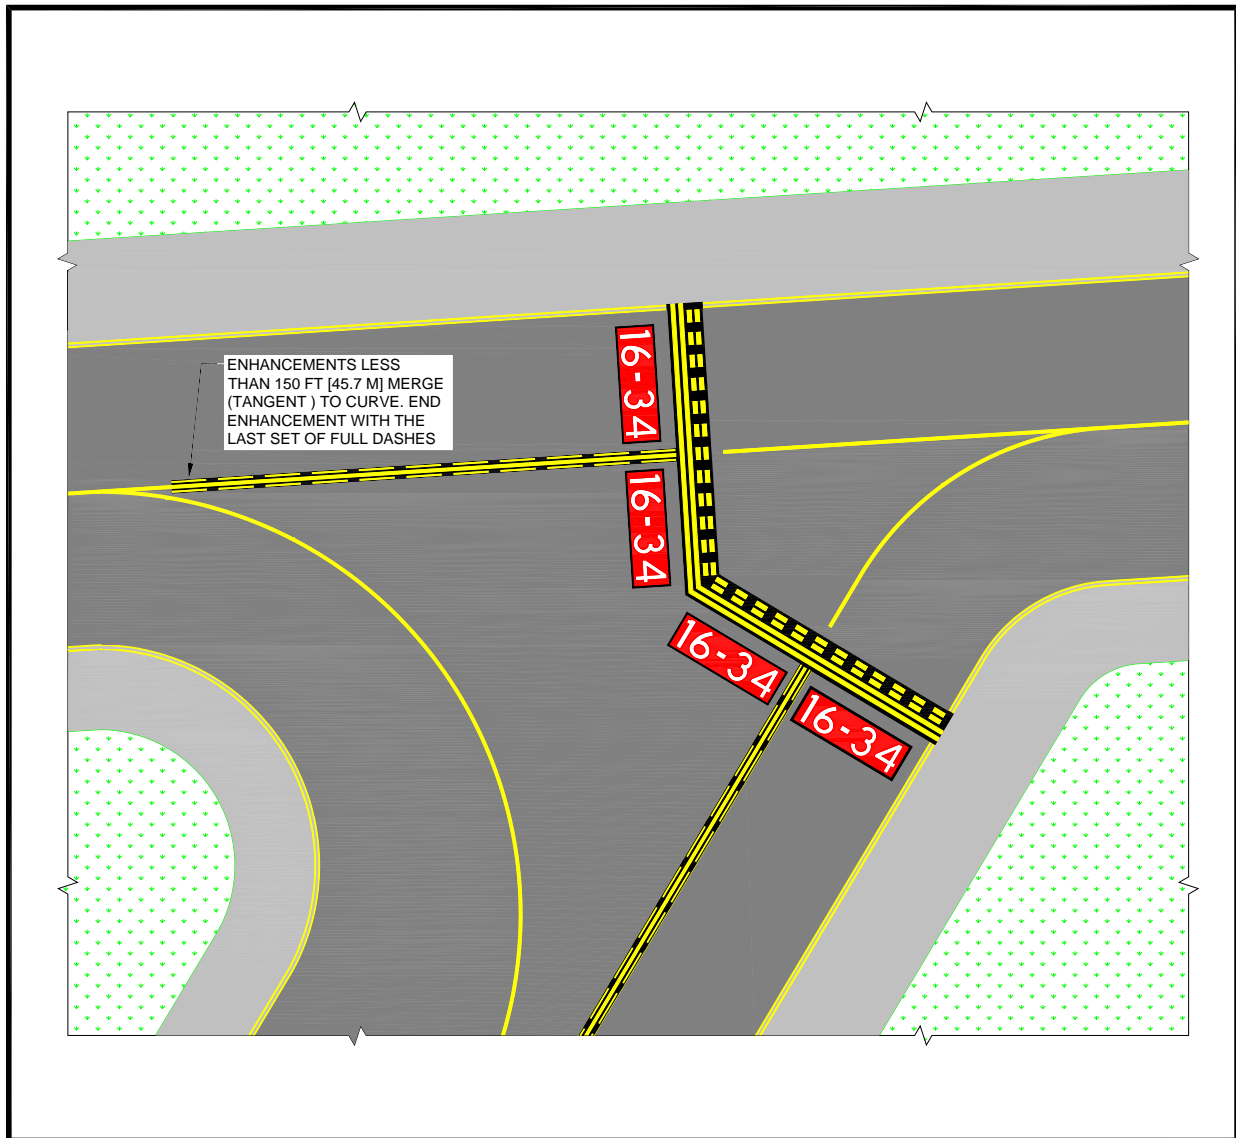 16-34
ENHANCEMENTS LESS
THAN 150 FT [45.7 M] MERGE
(TANGENT ) TO CURVE. END
ENHANCEMENT WITH THE
LAST SET OF FULL DASHES
16-34
16-34
16-34